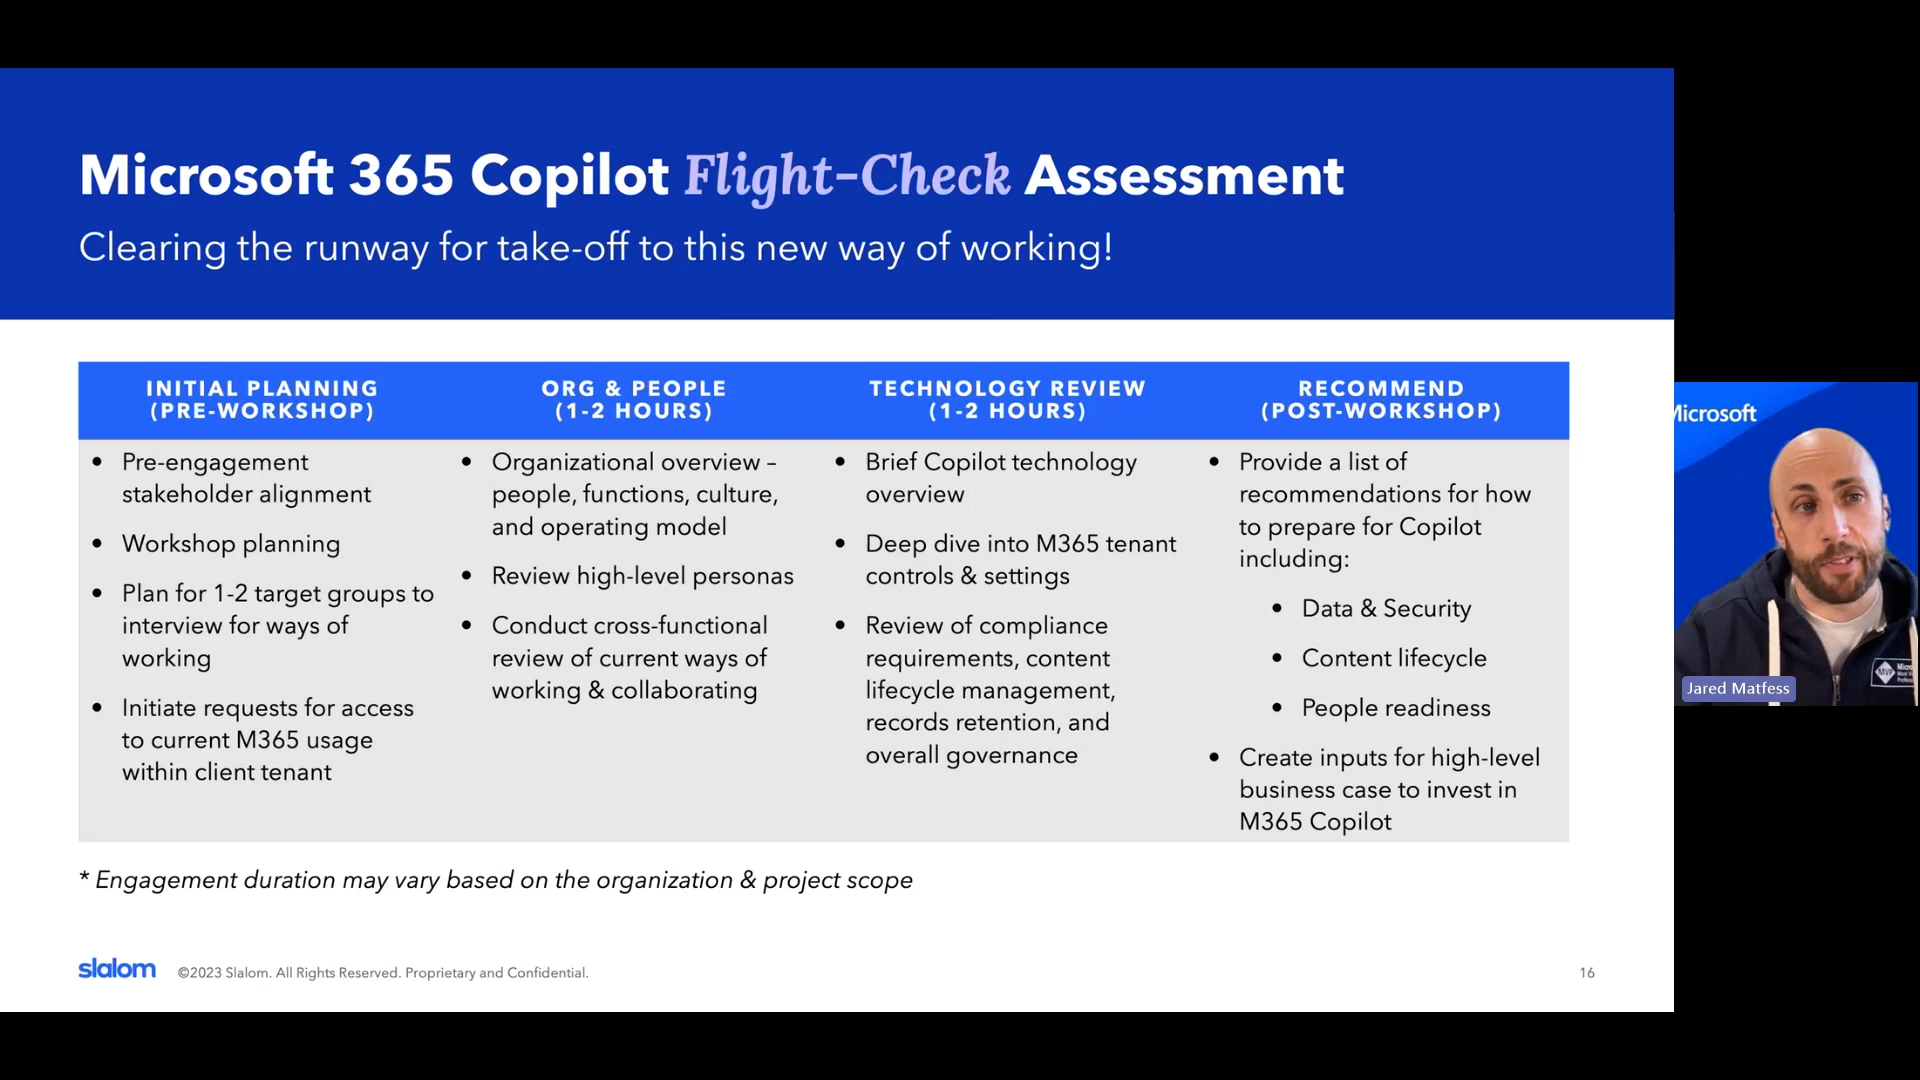 Microsoft 365 Copilot Flight-Check Assessment
Clearing the runway for take-off to this new way of working!
INITIAL PLANNING
(PRE-WORKSHOP)
• Pre-engagement
stakeholder alignment
• Workshop planning
• Plan for 1-2 target groups to
interview for ways of
working
• Initiate requests for access
to current M365 usage
within client tenant
ORG & PEOPLE
(1-2 HOURS)
• Organizational overview –
people, functions, culture,
and operating model
• Review high-level personas
• Conduct cross-functional
review of current ways of
working & collaborating
TECHNOLOGY REVIEW
(1-2 HOURS)
• Brief Copilot technology
overview
• Deep dive into M365 tenant
controls & settings
• Review of compliance
requirements, content
lifecycle management,
records retention, and
overall governance
RECOMMEND
(POST-WORKSHOP)
• Provide a list of
recommendations for how
to prepare for Copilot
including:
• Data & Security
• Content lifecycle
• People readiness
• Create inputs for high-level
business case to invest in
M365 Copilot
* Engagement duration may vary based on the organization & project scope
slalom
©2023 Slalom. All Rights Reserved. Proprietary and Confidential.
16
Microsoft
MVP
Jared Matfess